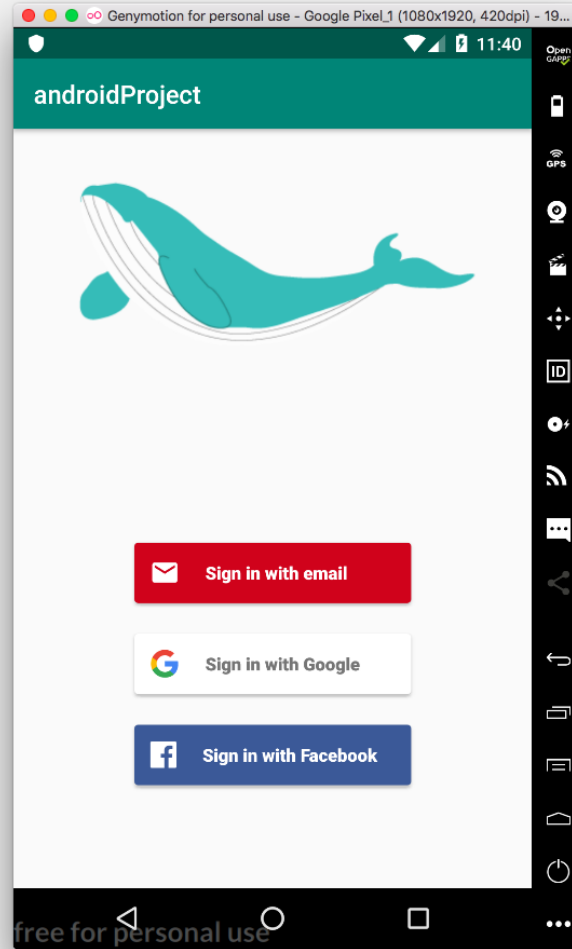 Genymotion for personal use - Google Pixel_1 (1080x1920, 420dpi) - 19...
11:40
Open
GAPPS
androidProject
GPS
ID
Sign in with email
Sign in with Google
Sign in with Facebook
free for personal use